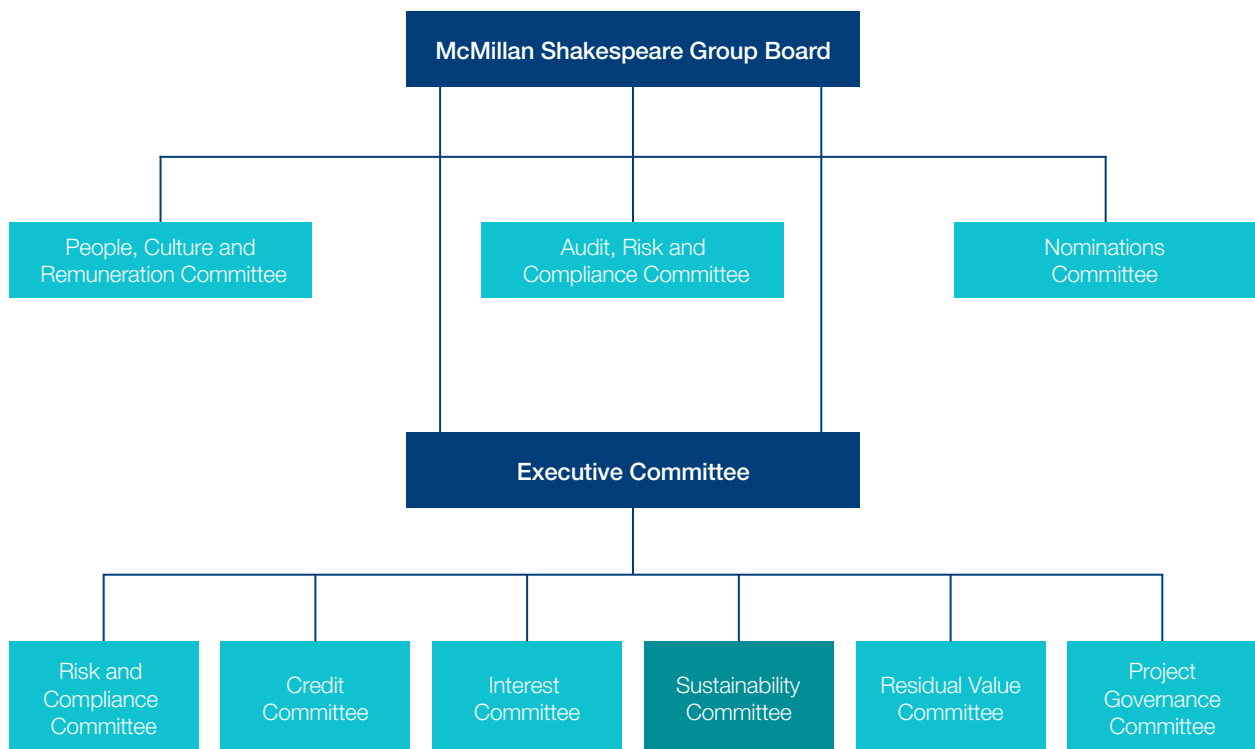 McMillan Shakespeare Group Board
People, Culture and
Remuneration Committee
Audit, Risk and
Compliance Committee
Nominations
Committee
Executive Committee
Risk and
Compliance
Committee
Credit
Committee
Interest
Committee
Sustainability
Committee
Residual Value
Committee
Project
Governance
Committee